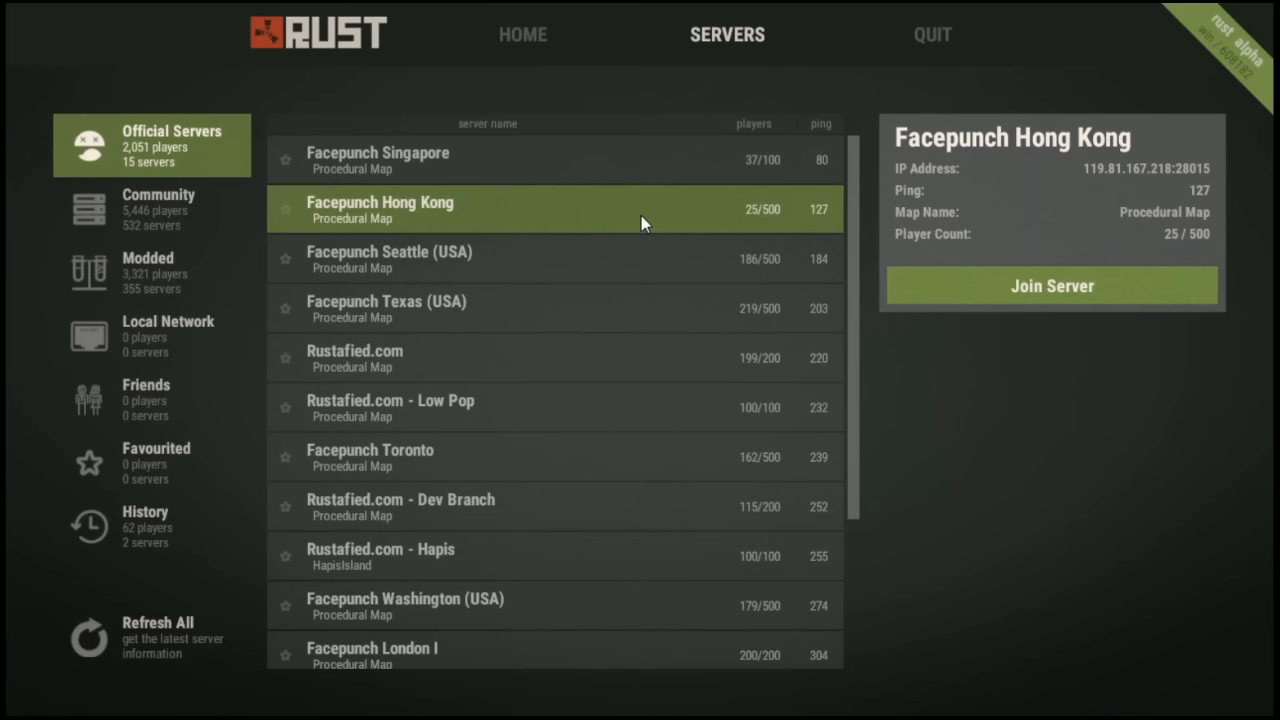 RUST
HOME
SERVERS
QUIT
rust alpha
win / 608182
Official Servers
2,051 players
15 servers
Community
5,446 players
532 servers
Modded
3,321 players
355 servers
Local Network
0 players
0 servers
Friends
0 players
0 servers
Favourited
0 players
0 servers
History
62 players
2 servers
Refresh All
get the latest server
information
server name players ping
Facepunch Singapore
Procedural Map
37/100 80
Facepunch Hong Kong
Procedural Map
25/500 127
Facepunch Seattle (USA)
Procedural Map
186/500 184
Facepunch Texas (USA)
Procedural Map
219/500 203
Rustafied.com
Procedural Map
199/200 220
Rustafied.com - Low Pop
Procedural Map
100/100 232
Facepunch Toronto
Procedural Map
162/500 239
Rustafied.com - Dev Branch
Procedural Map
115/200 252
Rustafied.com - Hapis
HapisIsland
100/100 255
Facepunch Washington (USA)
Procedural Map
179/500 274
Facepunch London I
Procedural Map
200/200 304
Facepunch Hong Kong
IP Address: 119.81.167.218:28015
Ping: 127
Map Name: Procedural Map
Player Count: 25 / 500
Join Server